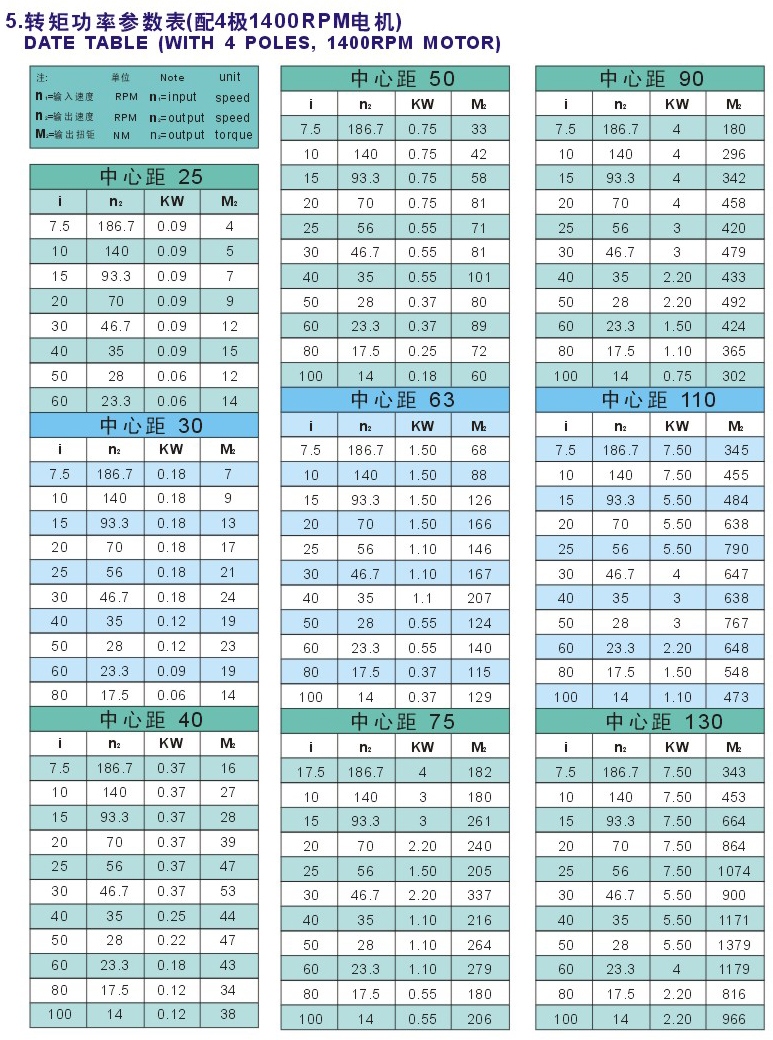 5.转矩功率参数表(配4极1400RPM电机)
DATE TABLE (WITH 4 POLES, 1400RPM MOTOR)
注: 单位 Note unit
n₁=输入速度 RPM n₁=input speed
n₂=输出速度 RPM n₂=output speed
M₂=输出扭钜 NM n₂=output torque
中心距 25
i n₂ KW M₂
7.5 186.7 0.09 4
10 140 0.09 5
15 93.3 0.09 7
20 70 0.09 9
30 46.7 0.09 12
40 35 0.09 15
50 28 0.06 12
60 23.3 0.06 14
中心距 30
i n₂ KW M₂
7.5 186.7 0.18 7
10 140 0.18 9
15 93.3 0.18 13
20 70 0.18 17
25 56 0.18 21
30 46.7 0.18 24
40 35 0.12 19
50 28 0.12 23
60 23.3 0.09 19
80 17.5 0.06 14
中心距 40
i n₂ KW M₂
7.5 186.7 0.37 16
10 140 0.37 27
15 93.3 0.37 28
20 70 0.37 39
25 56 0.37 47
30 46.7 0.37 53
40 35 0.25 44
50 28 0.22 47
60 23.3 0.18 43
80 17.5 0.12 34
100 14 0.12 38
中心距 50
i n₂ KW M₂
7.5 186.7 0.75 33
10 140 0.75 42
15 93.3 0.75 58
20 70 0.75 81
25 56 0.55 71
30 46.7 0.55 81
40 35 0.55 101
50 28 0.37 80
60 23.3 0.37 89
80 17.5 0.25 72
100 14 0.18 60
中心距 63
i n₂ KW M₂
7.5 186.7 1.50 68
10 140 1.50 88
15 93.3 1.50 126
20 70 1.50 166
25 56 1.10 146
30 46.7 1.10 167
40 35 1.1 207
50 28 0.55 124
60 23.3 0.55 140
80 17.5 0.37 115
100 14 0.37 129
中心距 75
i n₂ KW M₂
17.5 186.7 4 182
10 140 3 180
15 93.3 3 261
20 70 2.20 240
25 56 1.50 205
30 46.7 2.20 337
40 35 1.10 216
50 28 1.10 264
60 23.3 1.10 279
80 17.5 0.55 180
100 14 0.55 206
中心距 90
i n₂ KW M₂
7.5 186.7 4 180
10 140 4 296
15 93.3 4 342
20 70 4 458
25 56 3 420
30 46.7 3 479
40 35 2.20 433
50 28 2.20 492
60 23.3 1.50 424
80 17.5 1.10 365
100 14 0.75 302
中心距 110
i n₂ KW M₂
7.5 186.7 7.50 345
10 140 7.50 455
15 93.3 5.50 484
20 70 5.50 638
25 56 5.50 790
30 46.7 4 647
40 35 3 638
50 28 3 767
60 23.3 2.20 648
80 17.5 1.50 548
100 14 1.10 473
中心距 130
i n₂ KW M₂
7.5 186.7 7.50 343
10 140 7.50 453
15 93.3 7.50 664
20 70 7.50 864
25 56 7.50 1074
30 46.7 5.50 900
40 35 5.50 1171
50 28 5.50 1379
60 23.3 4 1179
80 17.5 2.20 816
100 14 2.20 966